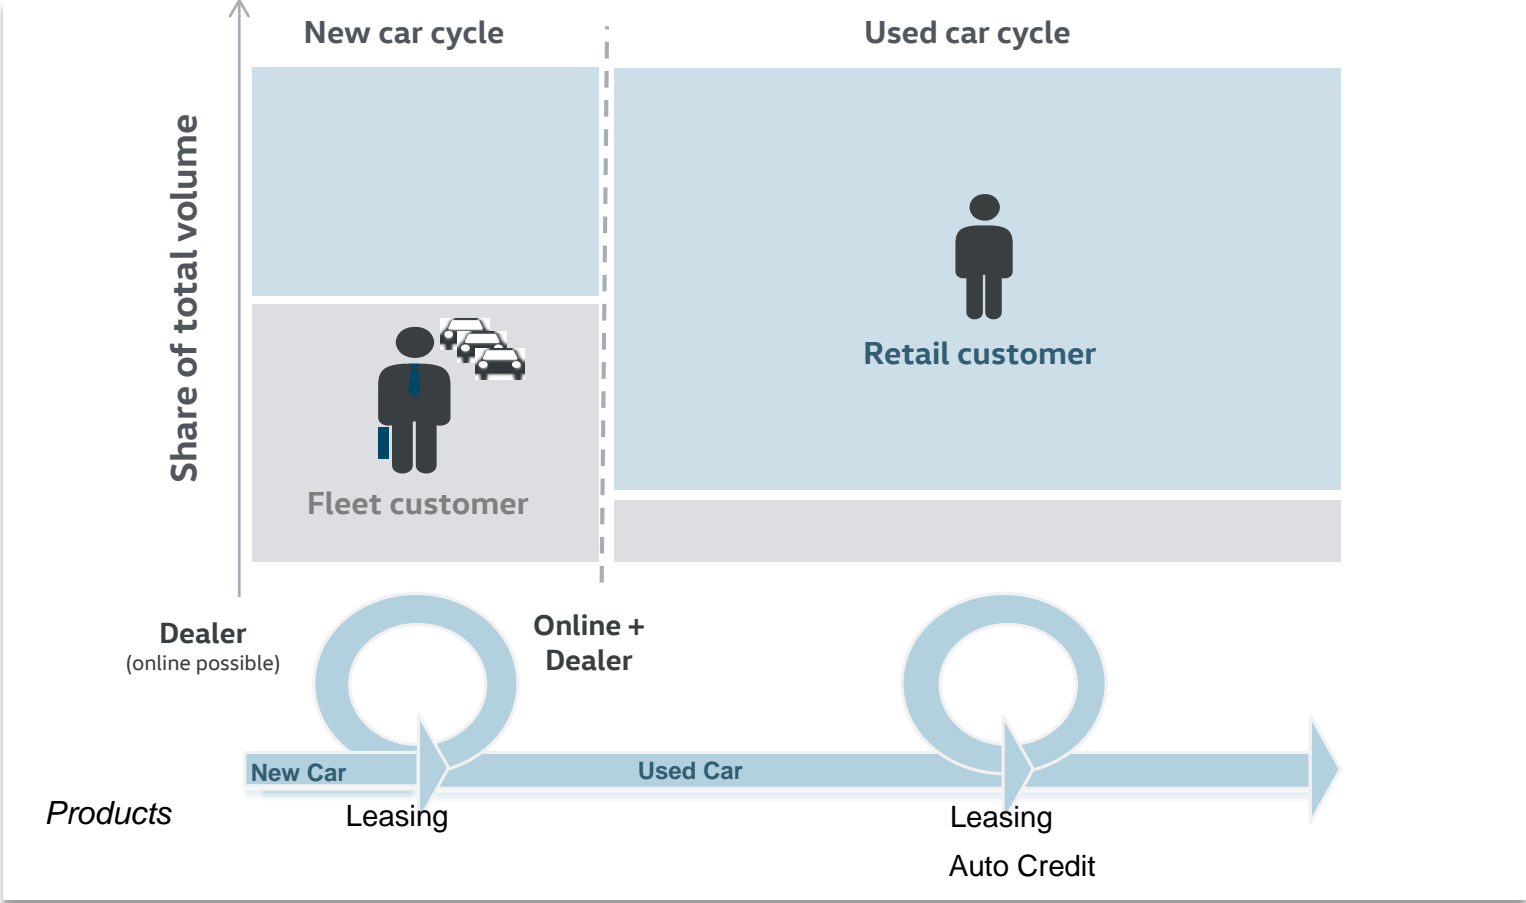 New car cycle
Used car cycle
Share of total volume
Retail customer
Fleet customer
Dealer
(online possible)
Online +
Dealer
New Car
Used Car
Products
Leasing
Leasing
Auto Credit